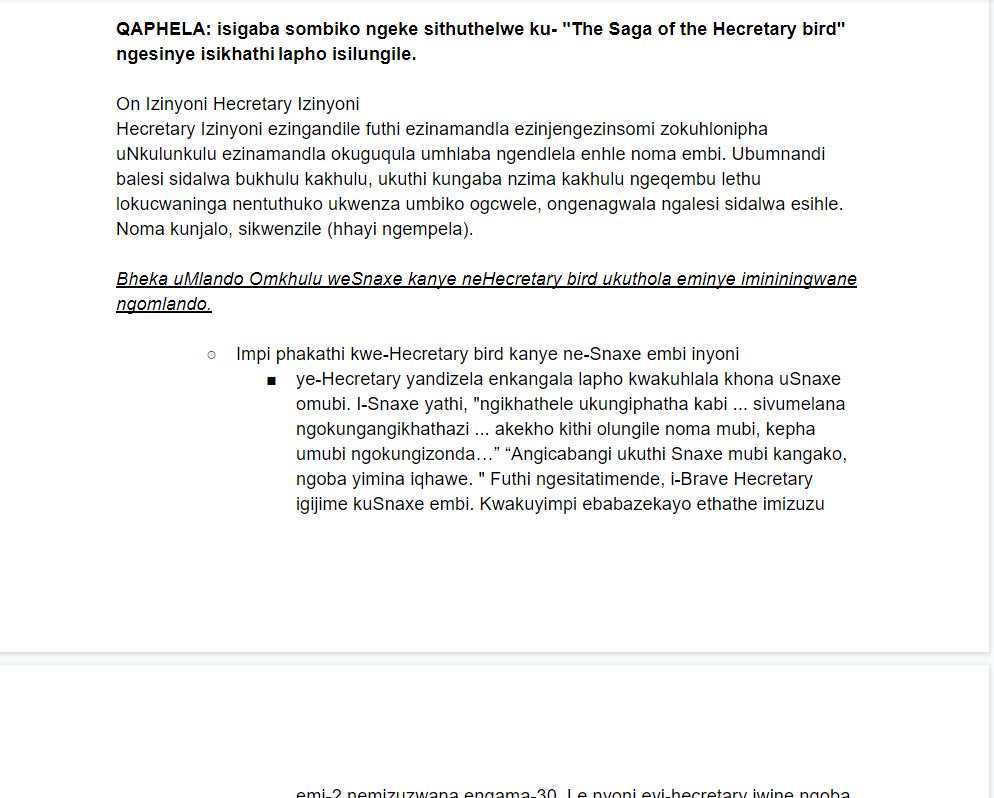 QAPHELA: isigaba sombiko ngeke sithuthelwe ku- "The Saga of the Hecretary bird"
ngesinye isikhathi lapho isilungile.
On Izinyoni Hecretary Izinyoni
Hecretary Izinyoni ezingandile futhi ezinamandla ezinjengezinsomi zokuhlonipha
uNkulunkulu ezinamandla okuguqula umhlaba ngendlela enhle noma embi. Ubumnandi
balesi sidalwa bukhulu kakhulu, ukuthi kungaba nzima kakhulu ngeqembu lethu
lokucwaninga nentuthuko ukwenza umbiko ogcwele, ongenagwala ngalesi sidalwa esihle.
Noma kunjalo, sikwenzile (hhayi ngempela).
Bheka uMlando Omkhulu weSnaxe kanye neHecretary bird ukuthola eminye imininingwane
ngomlando.
○ Impi phakathi kwe-Hecretary bird kanye ne-Snaxe embi inyoni
■ ye-Hecretary yandizela enkangala lapho kwakuhlala khona uSnaxe
omubi. I-Snaxe yathi, "ngikhathele ukungiphatha kabi ... sivumelana
ngokungangikhathazi ... akekho kithi olungile noma mubi, kepha
umubi ngokungizonda…” “Angicabangi ukuthi Snaxe mubi kangako,
ngoba yimina iqhawe. " Futhi ngesitatimende, i-Brave Hecretary
igijime kuSnaxe embi. Kwakuyimpi ebabazekayo ethathe imizuzu
emi-2 nemizuzwana engama-30. Le nyoni eyi-hecretary iwine ngoba